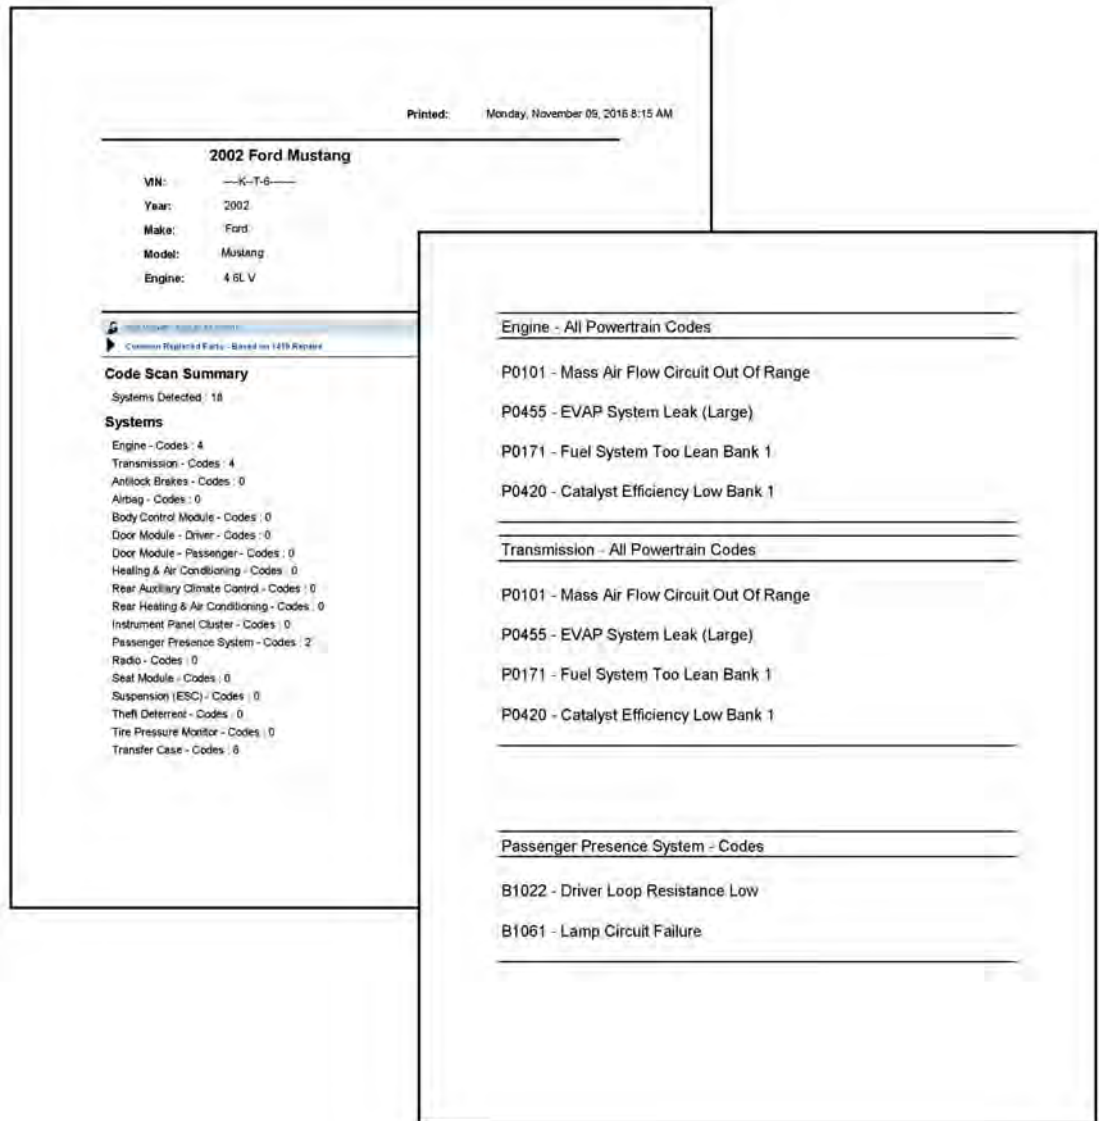 Printed: Monday, November 09, 2016 8:15 AM
2002 Ford Mustang
VIN: ----K--T-6-------
Year: 2002
Make: Ford
Model: Mustang
Engine: 4.6L V
Common Replaced Parts - Based on 1419 Repairs
Code Scan Summary
Systems Detected : 18
Systems
Engine - Codes : 4
Transmission - Codes : 4
Antilock Brakes - Codes : 0
Airbag - Codes : 0
Body Control Module - Codes : 0
Door Module - Driver - Codes : 0
Door Module - Passenger - Codes : 0
Heating & Air Conditioning - Codes : 0
Rear Auxiliary Climate Control - Codes : 0
Rear Heating & Air Conditioning - Codes : 0
Instrument Panel Cluster - Codes : 0
Passenger Presence System - Codes : 2
Radio - Codes : 0
Seat Module - Codes : 0
Suspension (ESC) - Codes : 0
Theft Deterrent - Codes : 0
Tire Pressure Monitor - Codes : 0
Transfer Case - Codes :
Engine - All Powertrain Codes
P0101 - Mass Air Flow Circuit Out Of Range
P0455 - EVAP System Leak (Large)
P0171 - Fuel System Too Lean Bank 1
P0420 - Catalyst Efficiency Low Bank 1
Transmission - All Powertrain Codes
P0101 - Mass Air Flow Circuit Out Of Range
P0455 - EVAP System Leak (Large)
P0171 - Fuel System Too Lean Bank 1
P0420 - Catalyst Efficiency Low Bank 1
Passenger Presence System - Codes
B1022 - Driver Loop Resistance Low
B1061 - Lamp Circuit Failure